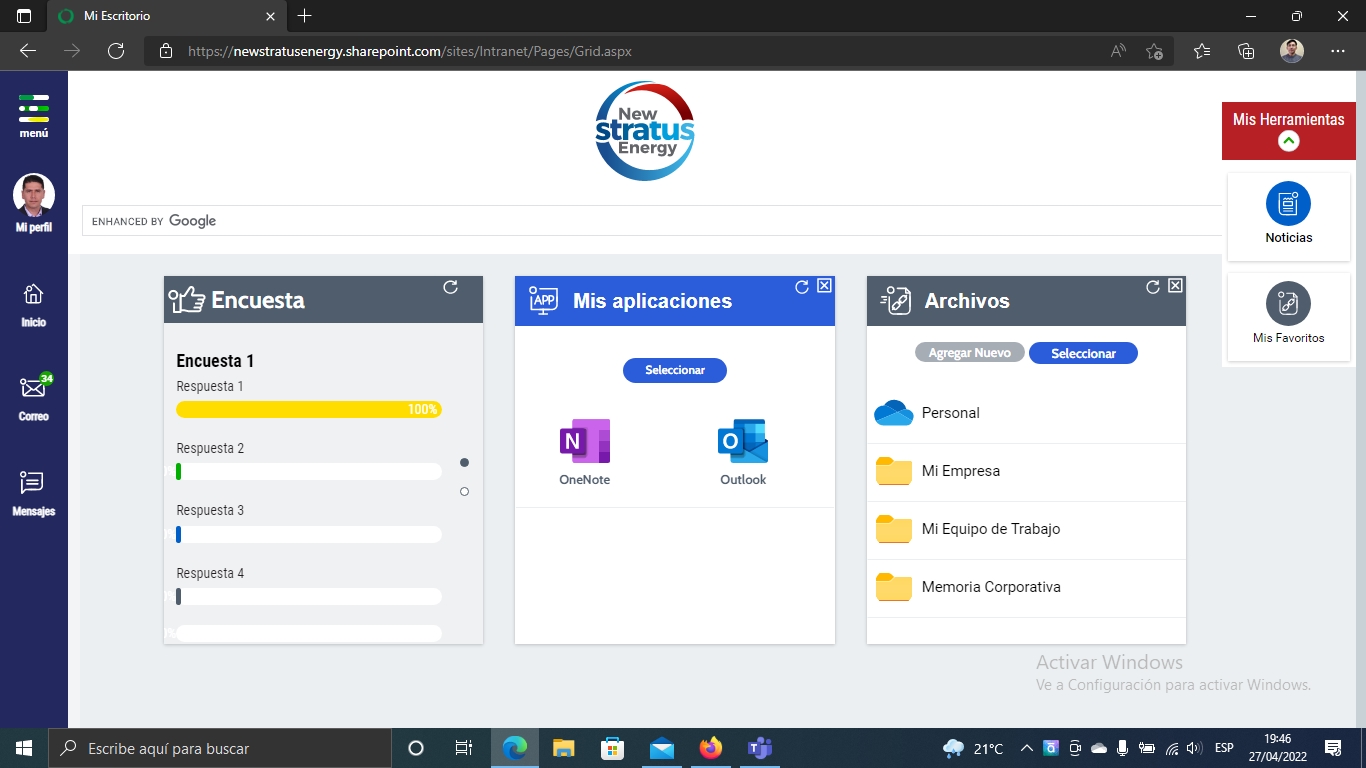 Mi Escritorio
https://newstratusenergy.sharepoint.com/sites/Intranet/Pages/Grid.aspx
menú
Mi perfil
Inicio
34
Correo
Mensajes
New
stratus
Energy
Mis Herramientas
Noticias
Mis Favoritos
ENHANCED BY Google
Encuesta
Encuesta 1
Respuesta 1
100%
Respuesta 2
Respuesta 3
Respuesta 4
APP
Mis aplicaciones
Seleccionar
N
O
OneNote
Outlook
Archivos
Agregar Nuevo
Seleccionar
Personal
Mi Empresa
Mi Equipo de Trabajo
Memoria Corporativa
Activar Windows
Ve a Configuración para activar Windows.
Escribe aquí para buscar
21°C
ESP
19:46
27/04/2022